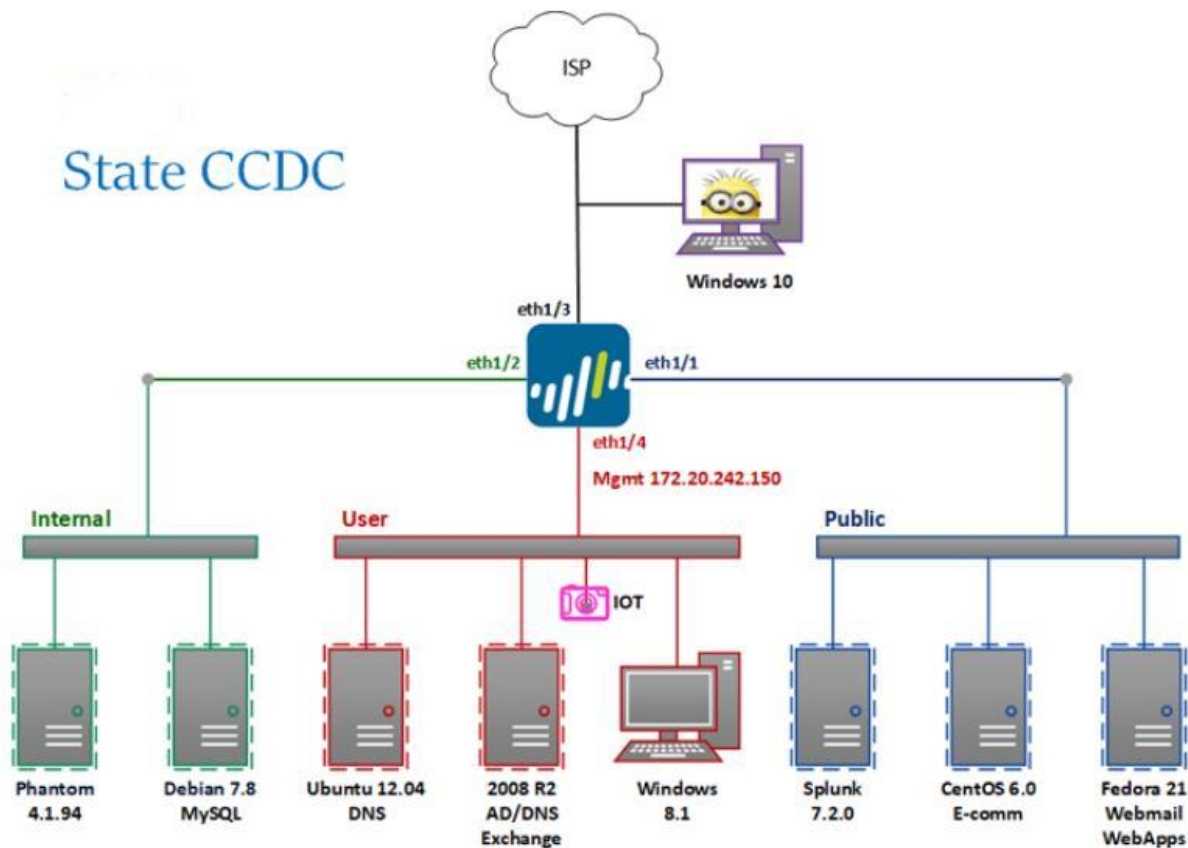 ISP
State CCDC
Windows 10
eth1/3
eth1/2
eth1/1
eth1/4
Mgmt 172.20.242.150
Internal
User
Public
IOT
Phantom
4.1.94
Debian 7.8
MySQL
Ubuntu 12.04
DNS
2008 R2
AD/DNS
Exchange
Windows
8.1
Splunk
7.2.0
CentOS 6.0
E-comm
Fedora 21
Webmail
WebApps